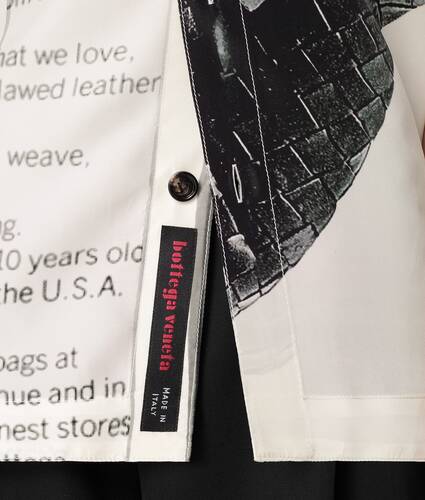 hat we love,
lawed leather
weave,
g.
10 years old
the U.S.A.
bags at
nue and in
nest stores
bottega veneta
MADE IN
ITALY